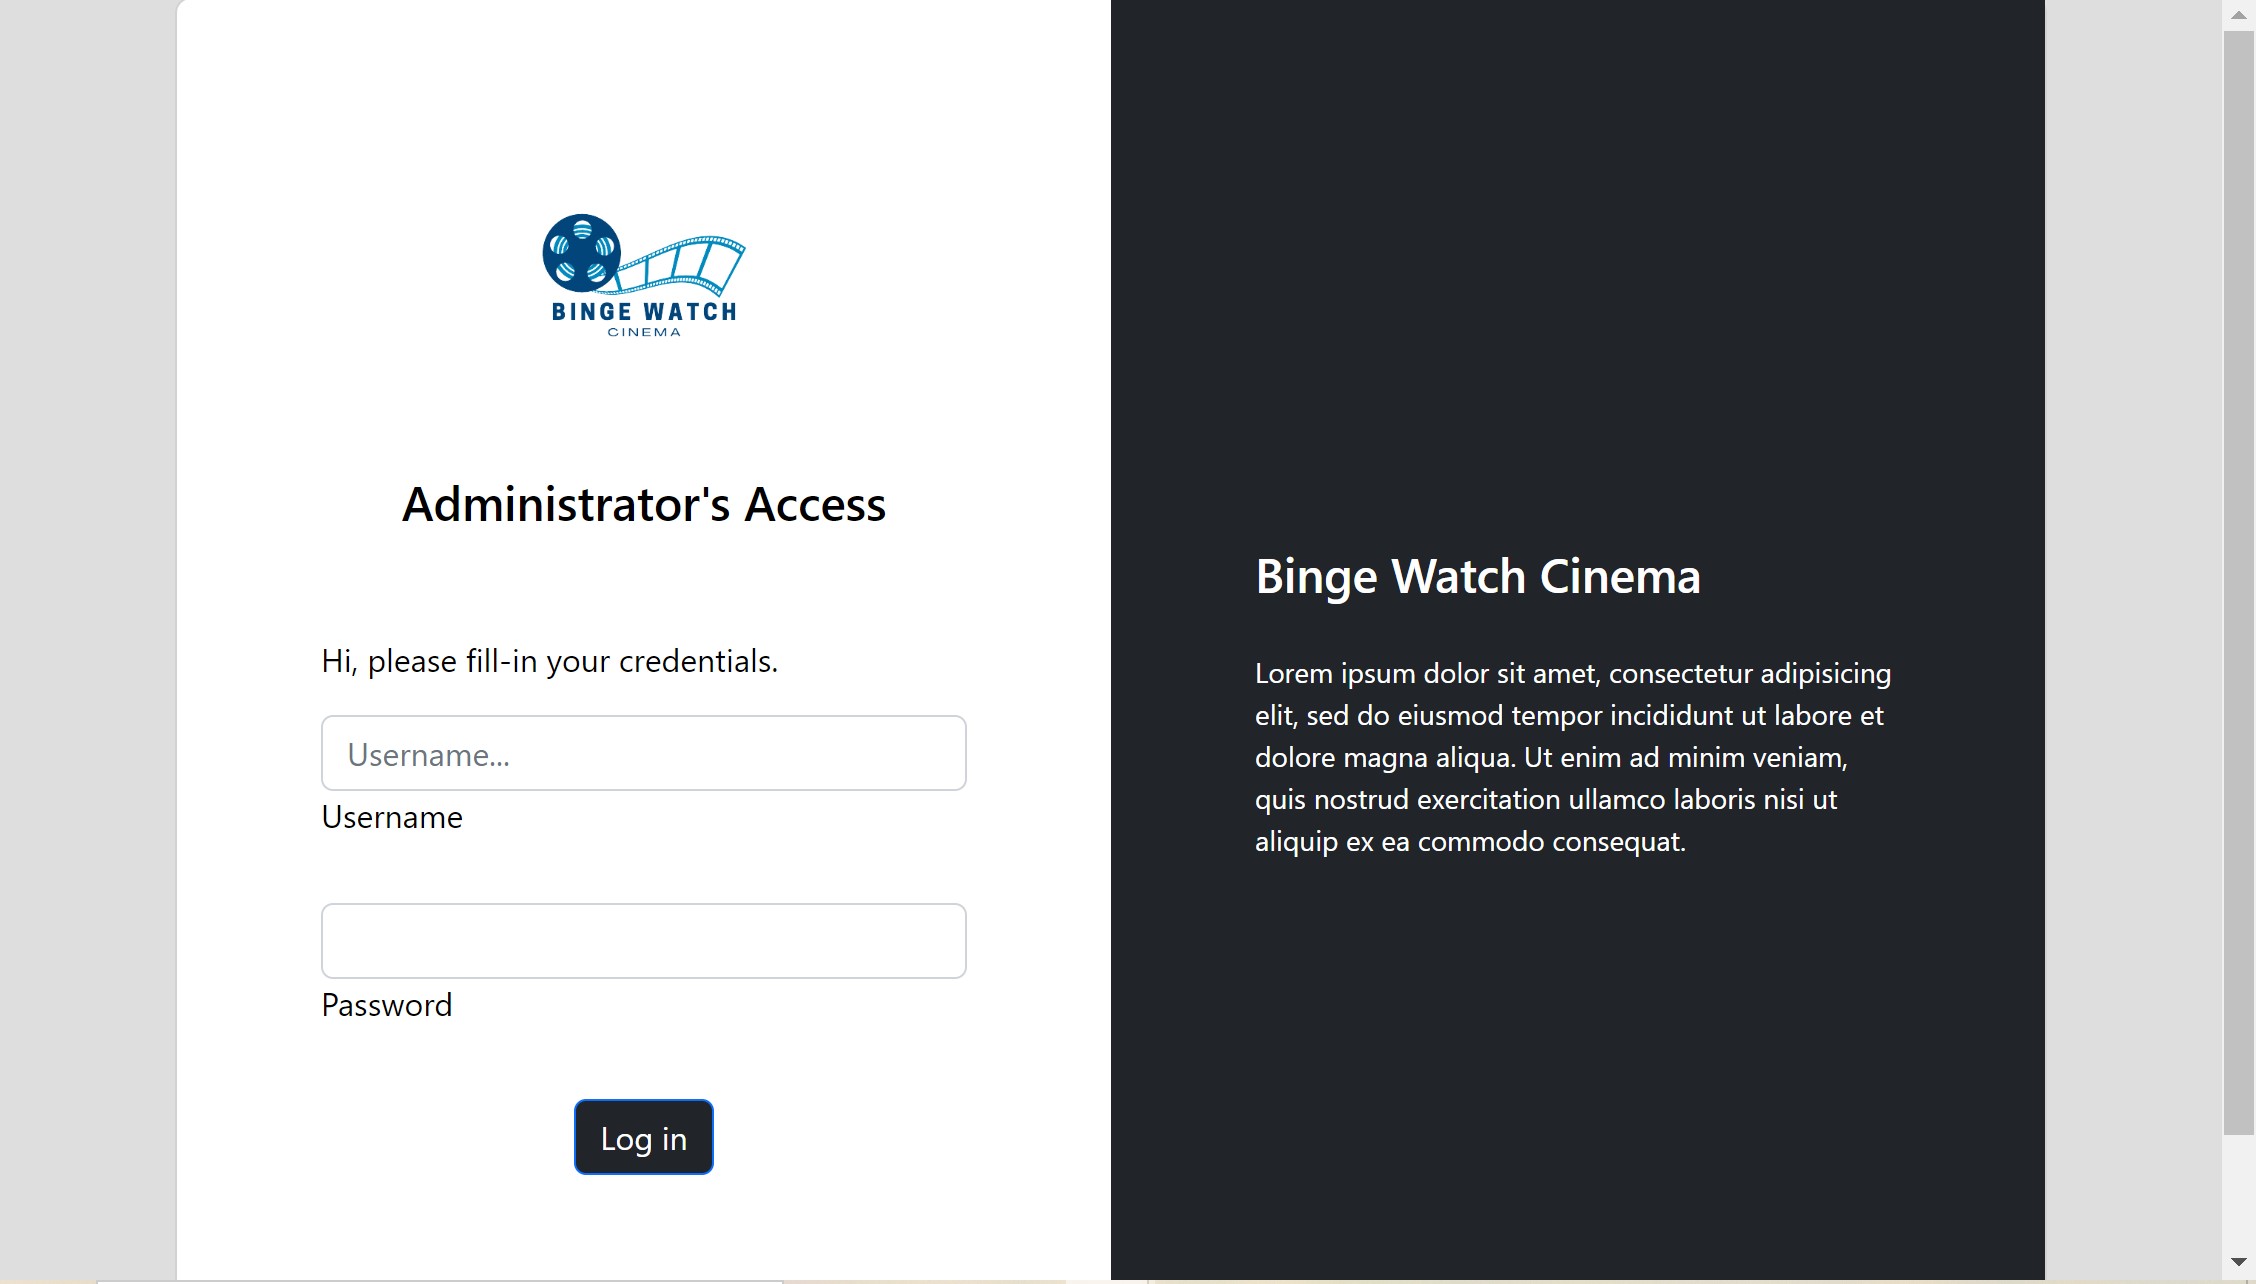 BINGE WATCH
CINEMA
Administrator's Access
Hi, please fill-in your credentials.
Username...
Username
Password
Log in
Binge Watch Cinema
Lorem ipsum dolor sit amet, consectetur adipisicing
elit, sed do eiusmod tempor incididunt ut labore et
dolore magna aliqua. Ut enim ad minim veniam,
quis nostrud exercitation ullamco laboris nisi ut
aliquip ex ea commodo consequat.